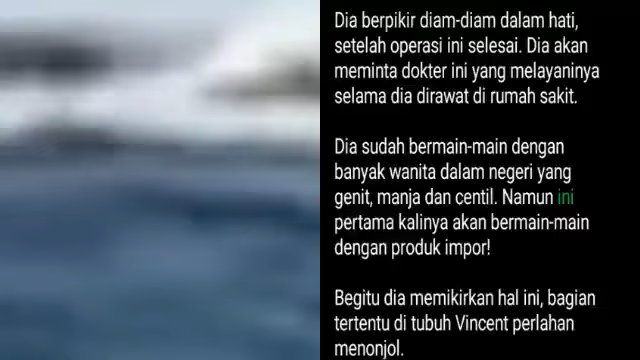 Dia berpikir diam-diam dalam hati,
setelah operasi ini selesai. Dia akan
meminta dokter ini yang melayaninya
selama dia dirawat di rumah sakit.
Dia sudah bermain-main dengan
banyak wanita dalam negeri yang
genit, manja dan centil. Namun ini
pertama kalinya akan bermain-main
dengan produk impor!
Begitu dia memikirkan hal ini, bagian
tertentu di tubuh Vincent perlahan
menonjol.